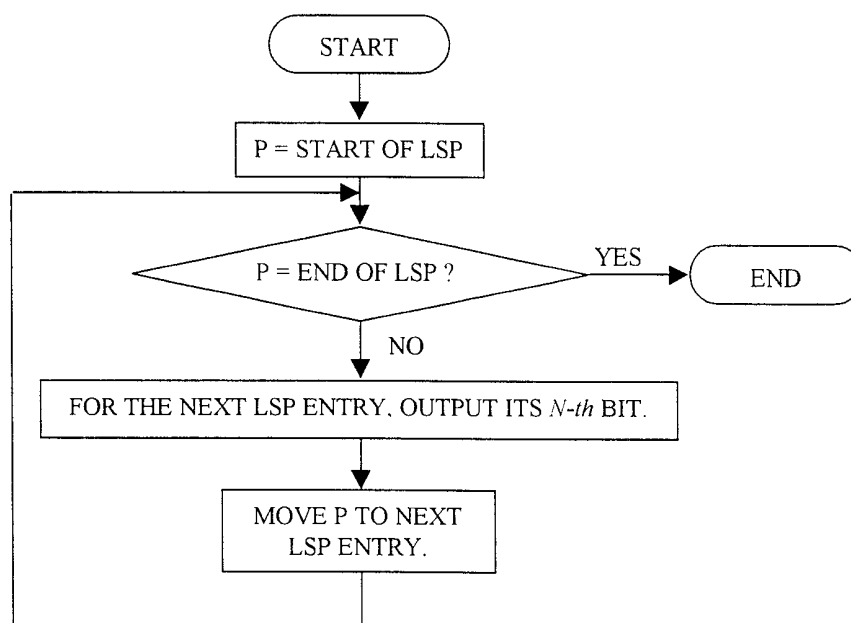 START
P = START OF LSP
P = END OF LSP ?
YES
END
NO
FOR THE NEXT LSP ENTRY, OUTPUT ITS N-th BIT.
MOVE P TO NEXT
LSP ENTRY.